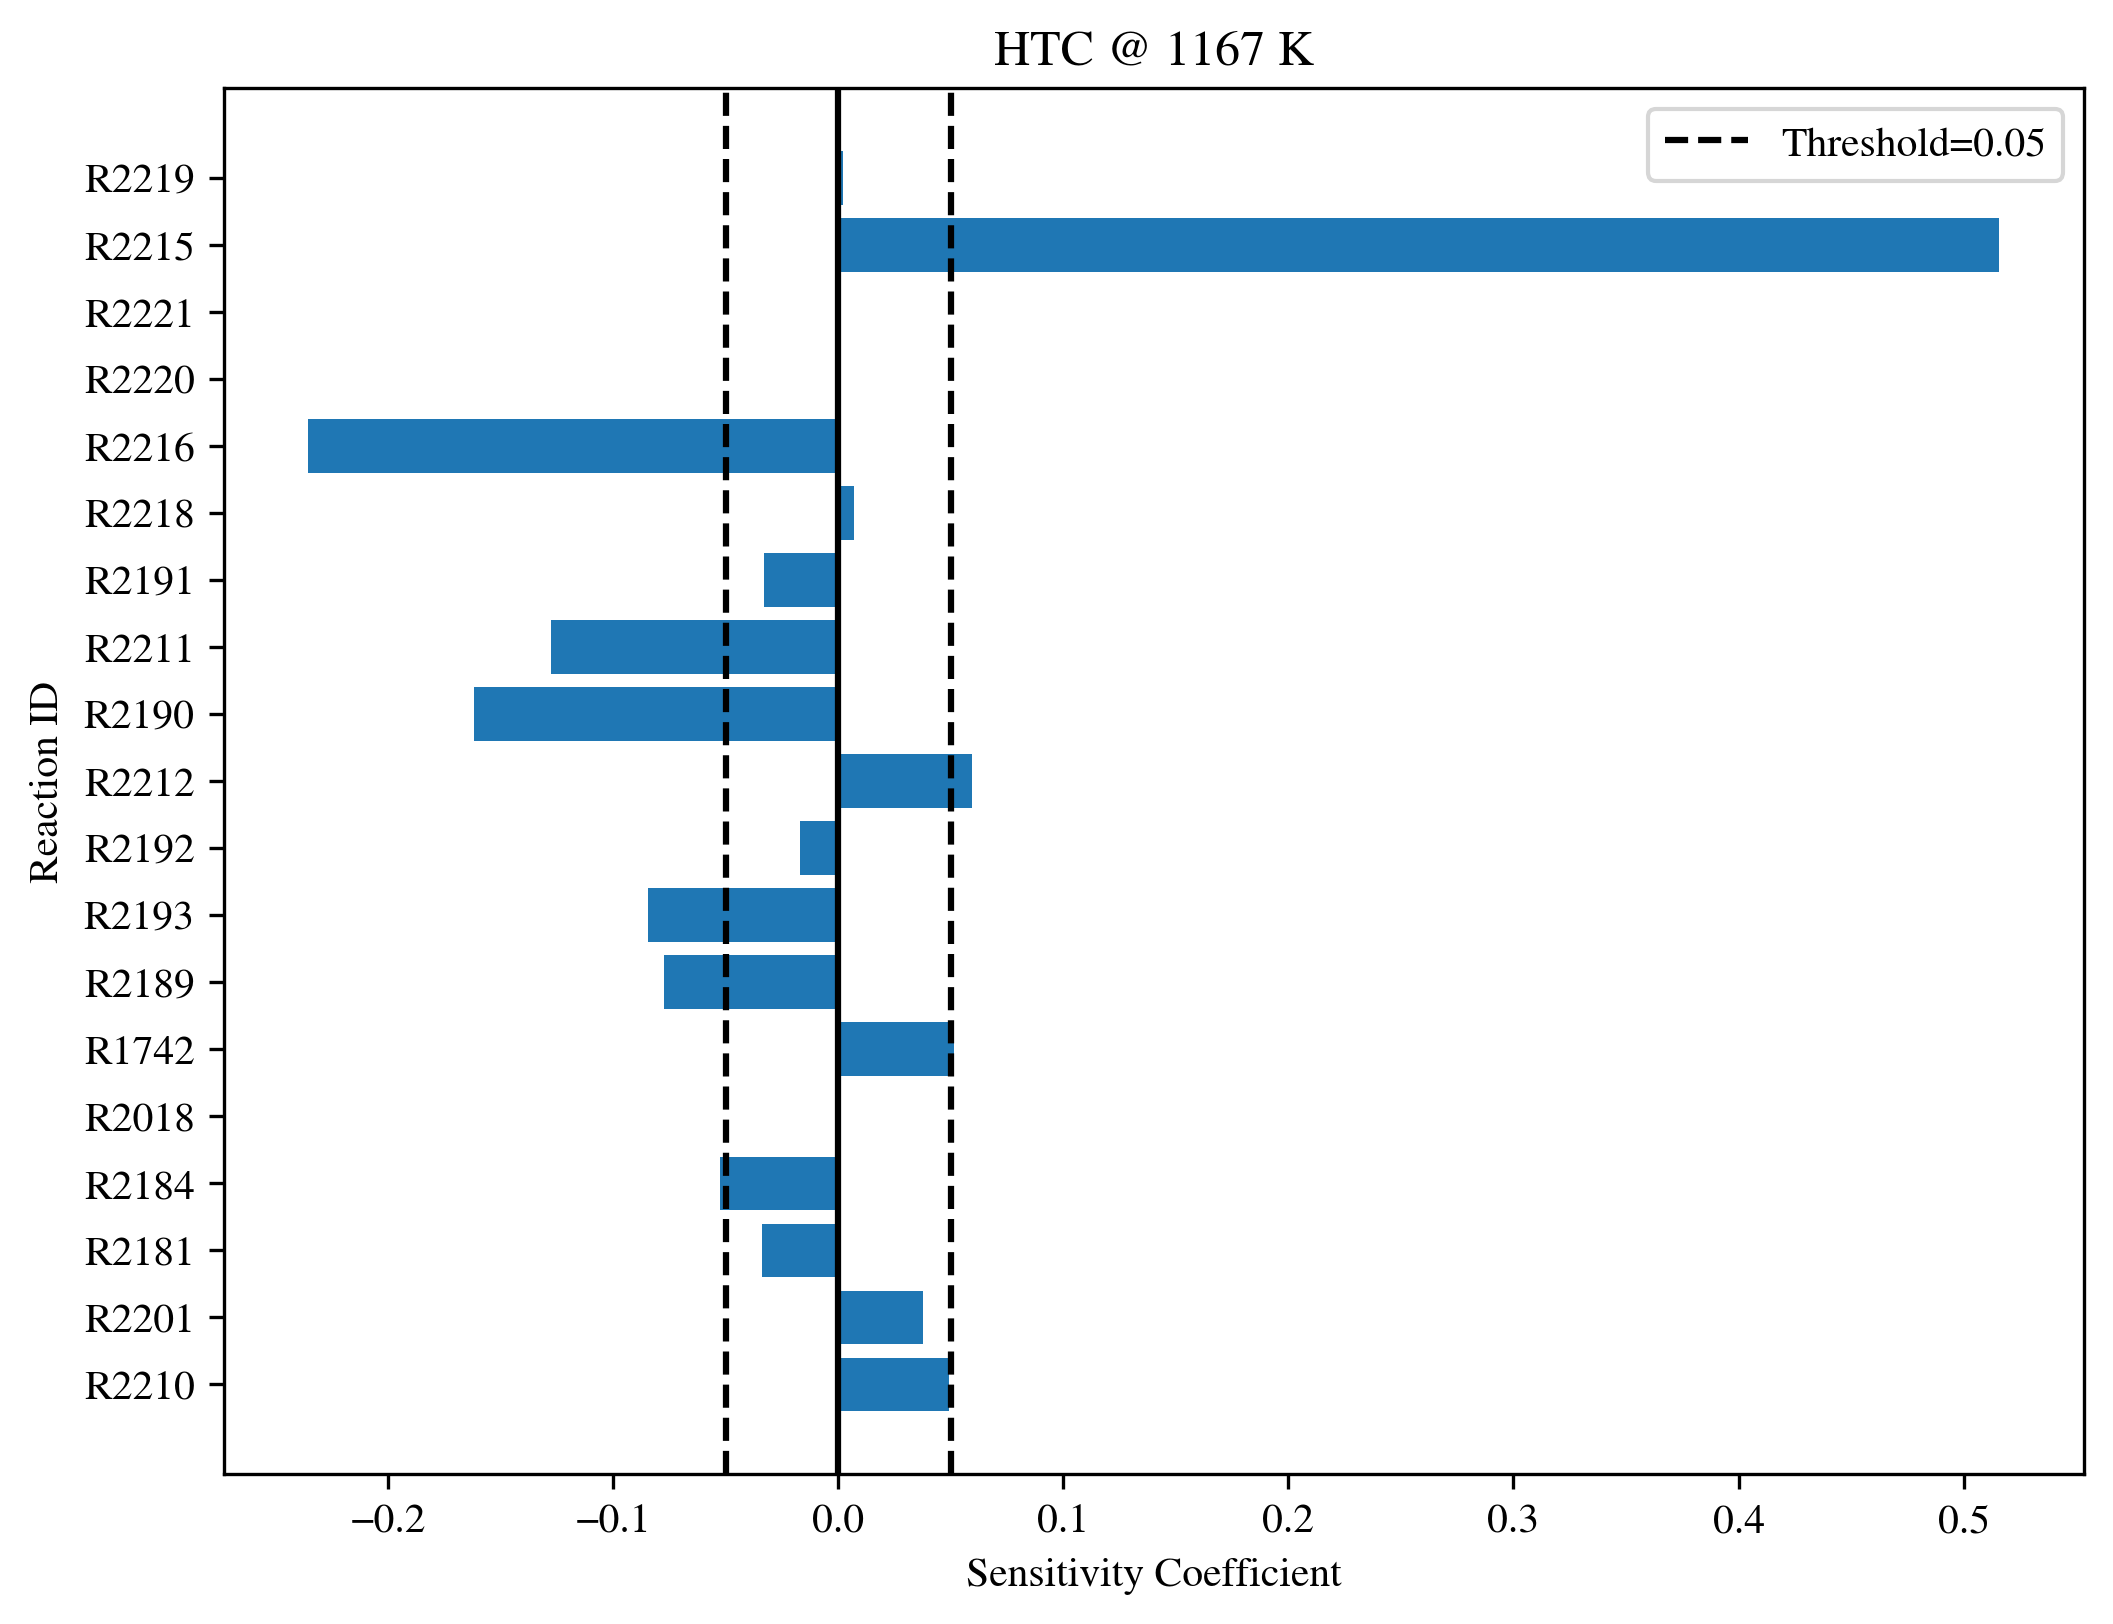 HTC @ 1167 K
Threshold=0.05
Reaction ID
R2219
R2215
R2221
R2220
R2216
R2218
R2191
R2211
R2190
R2212
R2192
R2193
R2189
R1742
R2018
R2184
R2181
R2201
R2210
−0.2 −0.1 0.0 0.1 0.2 0.3 0.4 0.5
Sensitivity Coefficient